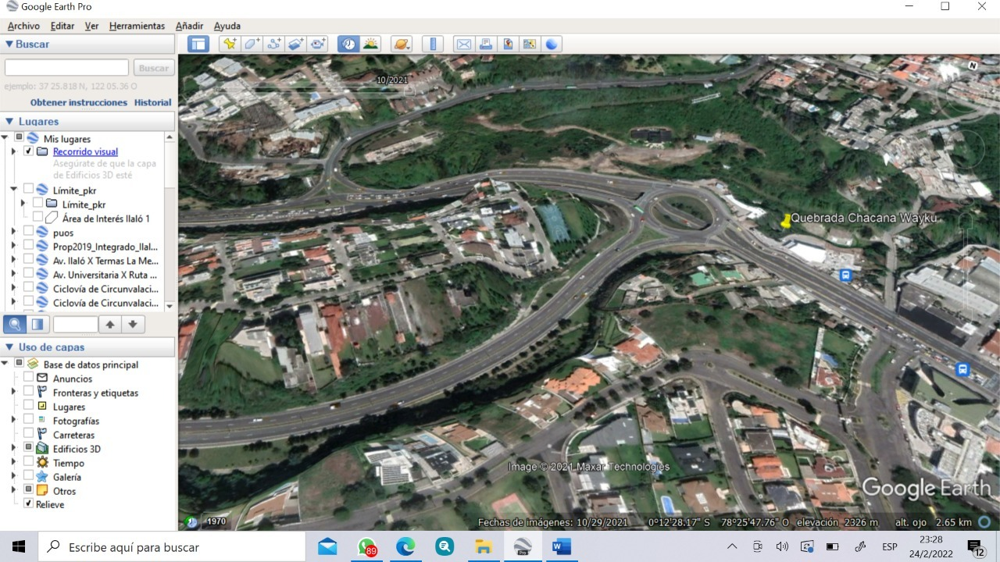 Google Earth Pro
Archivo Editar Ver Herramientas Añadir Ayuda
Buscar
Buscar
ejemplo: 37 25.818 N, 122 05.36 O
Obtener instrucciones Historial
Lugares
Mis lugares
Recorrido visual
Asegúrate de que la capa
de Edificios 3D esté
Límite_pkr
Límite_pkr
Área de Interés Ilaló 1
puos
Prop2019_Integrado_Ilal...
Av. Ilaló X Termas La Me...
Av. Universitaria X Ruta ...
Ciclovía de Circunvalaci...
Ciclovía de Circunvalaci...
Uso de capas
Base de datos principal
Anuncios
Fronteras y etiquetas
Lugares
Fotografías
Carreteras
Edificios 3D
Tiempo
Galería
Otros
Relieve
10/2021
N
Quebrada Chacana Wayku
Image © 2021 Maxar Technologies
Google Earth
1970
Fechas de imágenes: 10/29/2021 0°12'28.17" S 78°25'47.76" O elevación 2326 m alt. ojo 2.65 km
Escribe aquí para buscar
89
Pro
W
ESP
23:28
24/2/2022
12